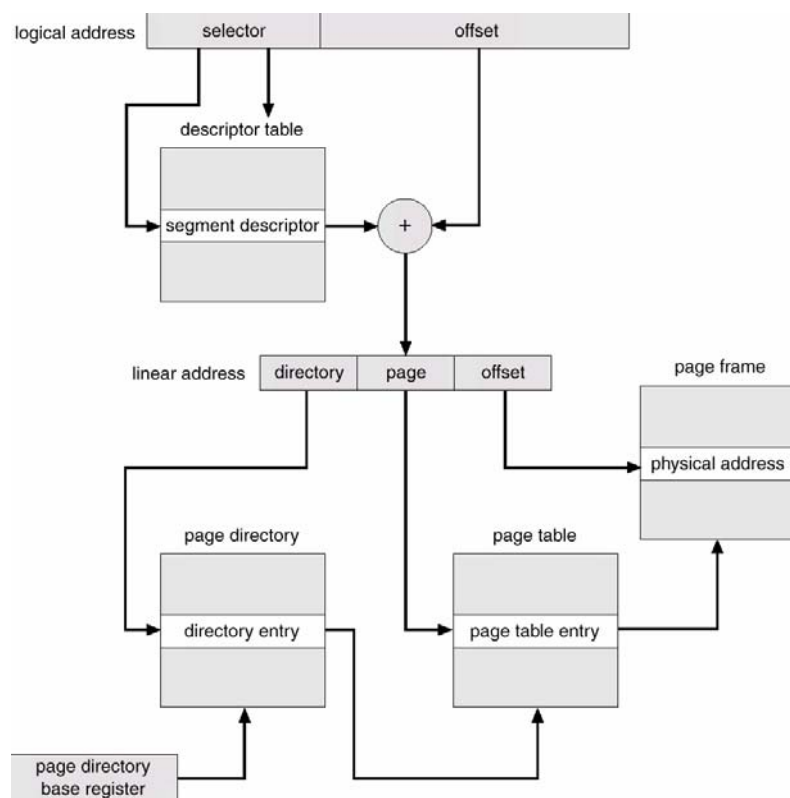 logical address
selector
offset
descriptor table
segment descriptor
+
linear address
directory
page
offset
page frame
physical address
page directory
page table
directory entry
page table entry
page directory
base register